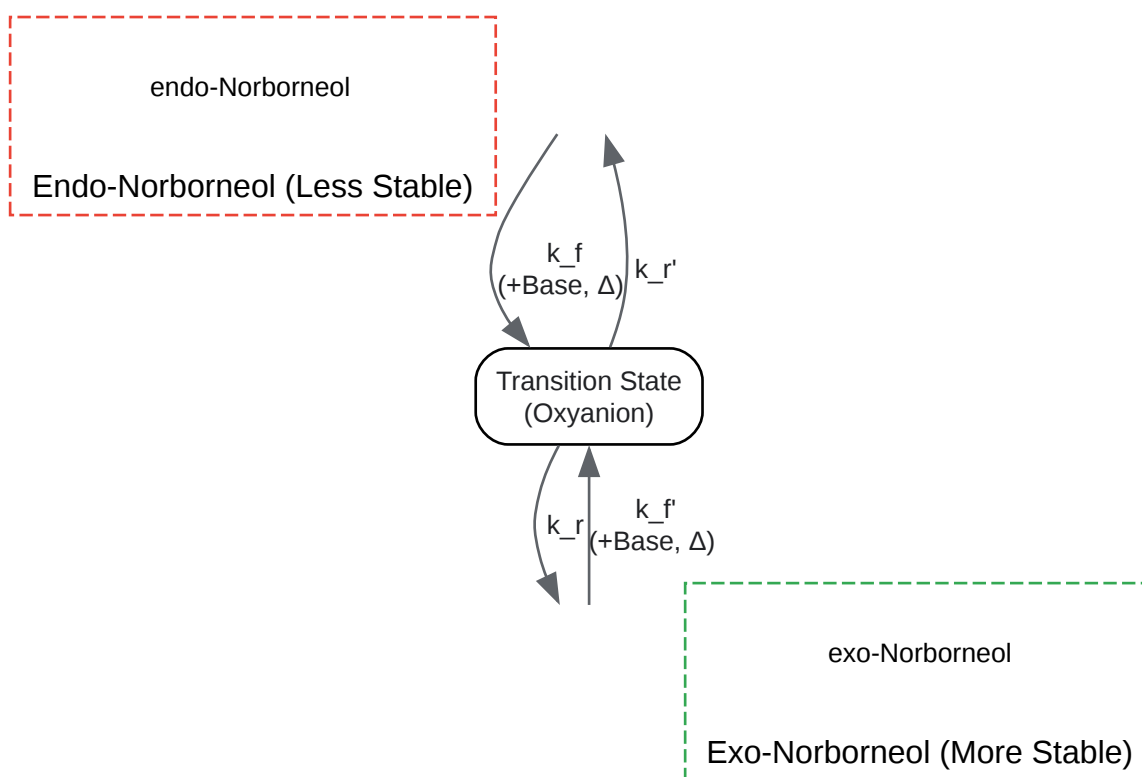 endo-Norborneol
Endo-Norborneol (Less Stable)
k_f
(+Base, Δ)
k_r'
Transition State
(Oxyanion)
k_r
k_f'
(+Base, Δ)
exo-Norborneol
Exo-Norborneol (More Stable)